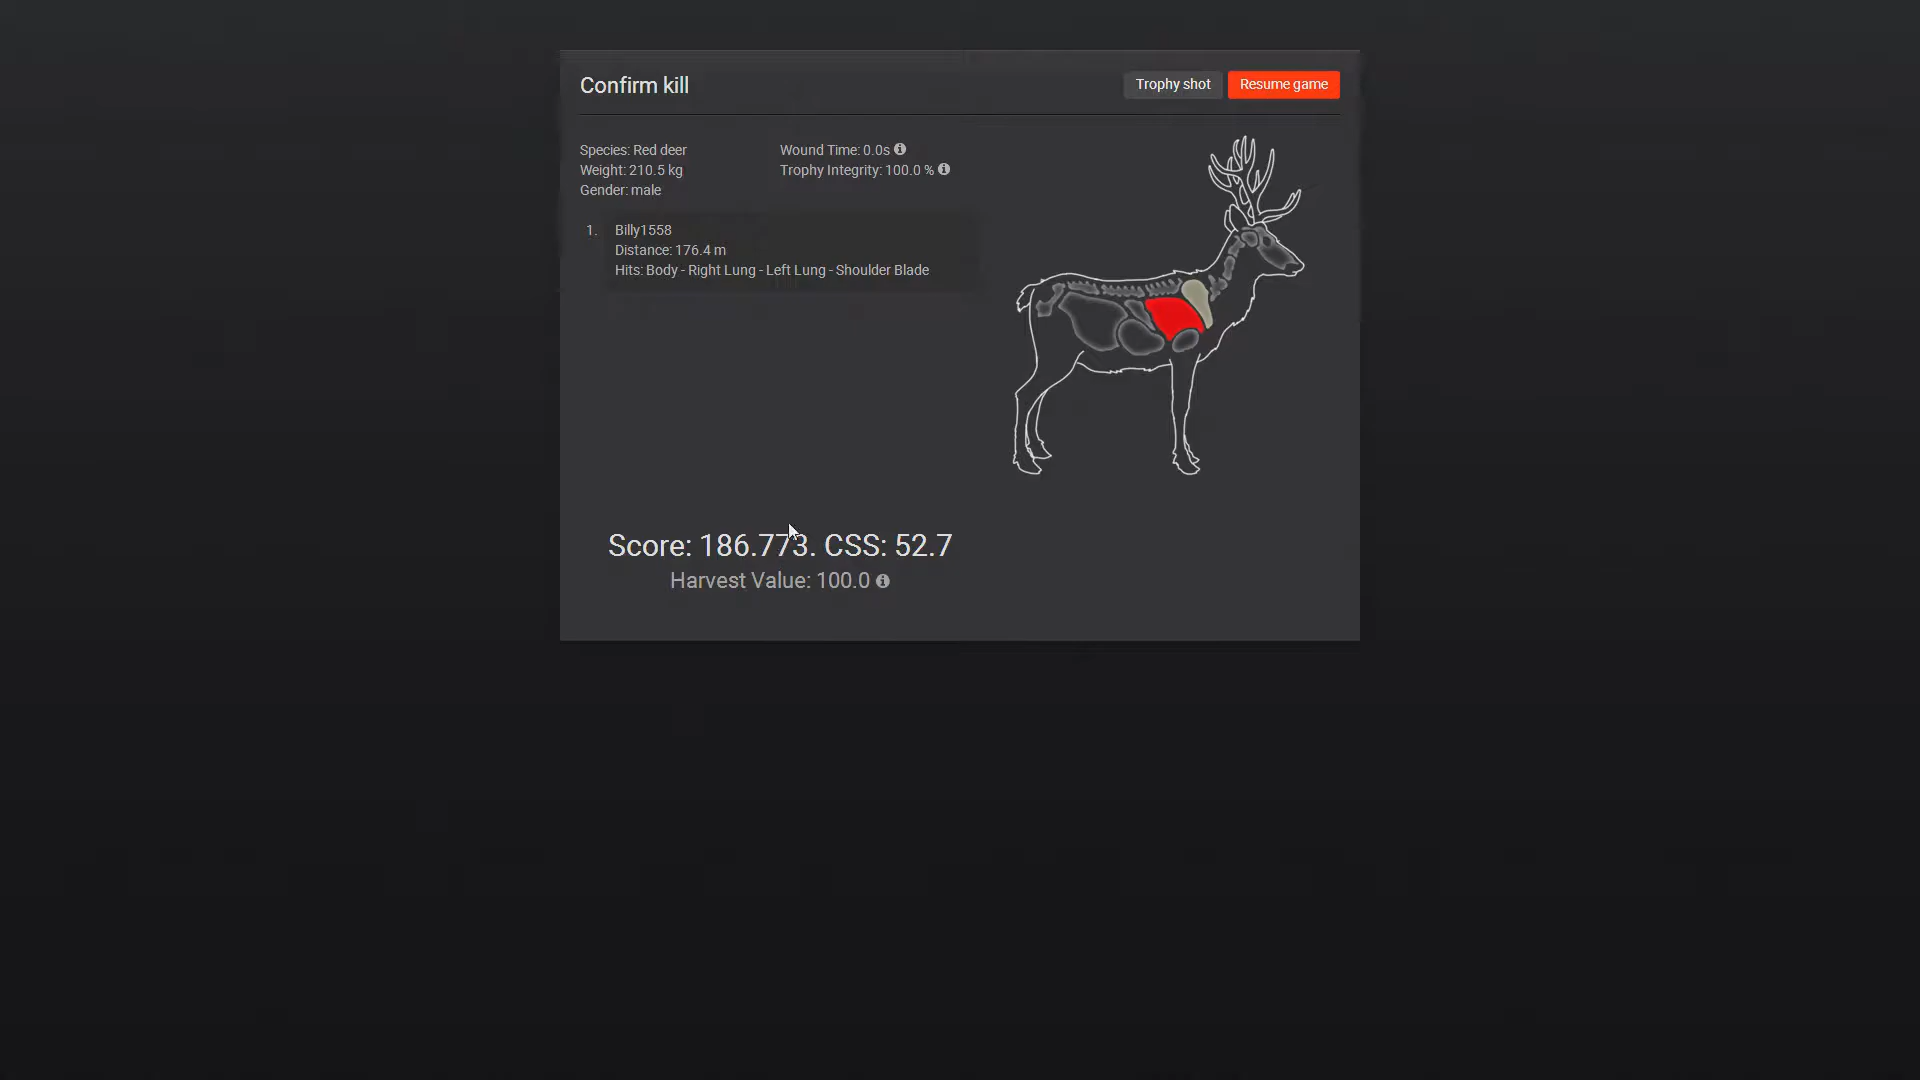 Confirm kill
Trophy shot
Resume game
Species: Red deer
Weight: 210.5 kg
Gender: male
Wound Time: 0.0s
Trophy Integrity: 100.0 %
1. Billy1558
Distance: 176.4 m
Hits: Body - Right Lung - Left Lung - Shoulder Blade
Score: 186.773. CSS: 52.7
Harvest Value: 100.0